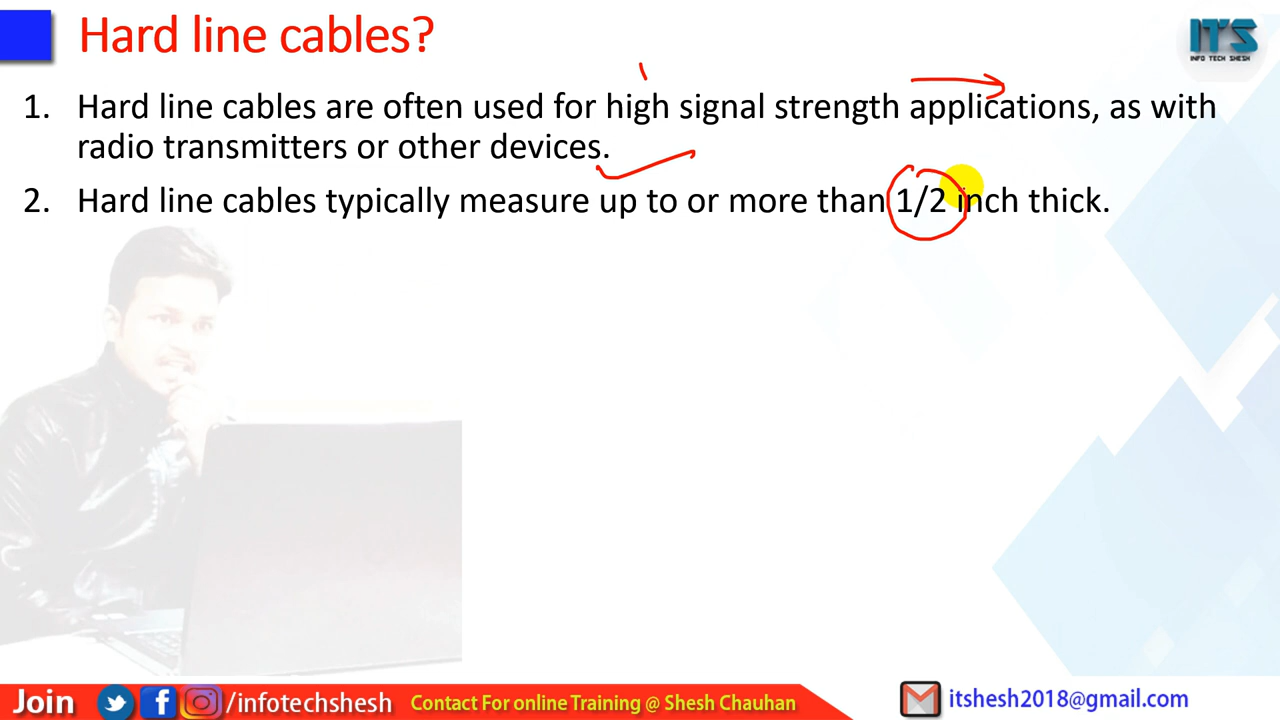 Hard line cables?
ITS
INFO TECH SHESH
1. Hard line cables are often used for high signal strength applications, as with
radio transmitters or other devices.
2. Hard line cables typically measure up to or more than 1/2 inch thick.
Join /infotechshesh Contact For online Training @ Shesh Chauhan itshesh2018@gmail.com